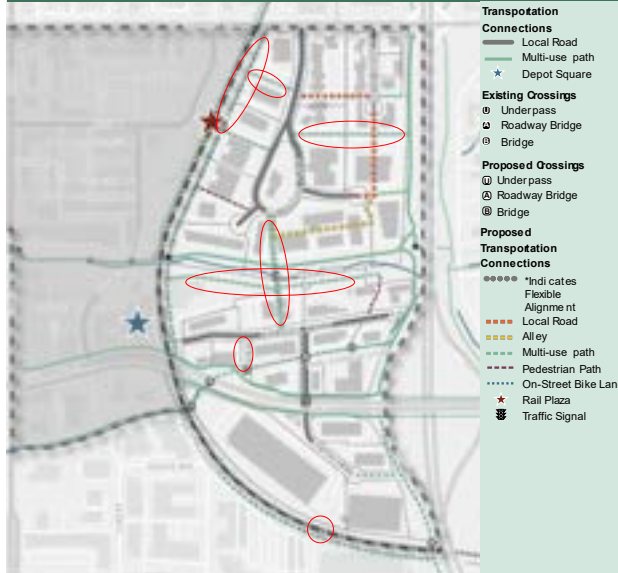 Transportation
Connections
Local Road
Multi-use path
Depot Square
Existing Crossings
Underpass
Roadway Bridge
Bridge
Proposed Crossings
Underpass
Roadway Bridge
Bridge
Proposed
Transportation
Connections
*Indicates
Flexible
Alignment
Local Road
Alley
Multi-use path
Pedestrian Path
On-Street Bike Lan
Rail Plaza
Traffic Signal